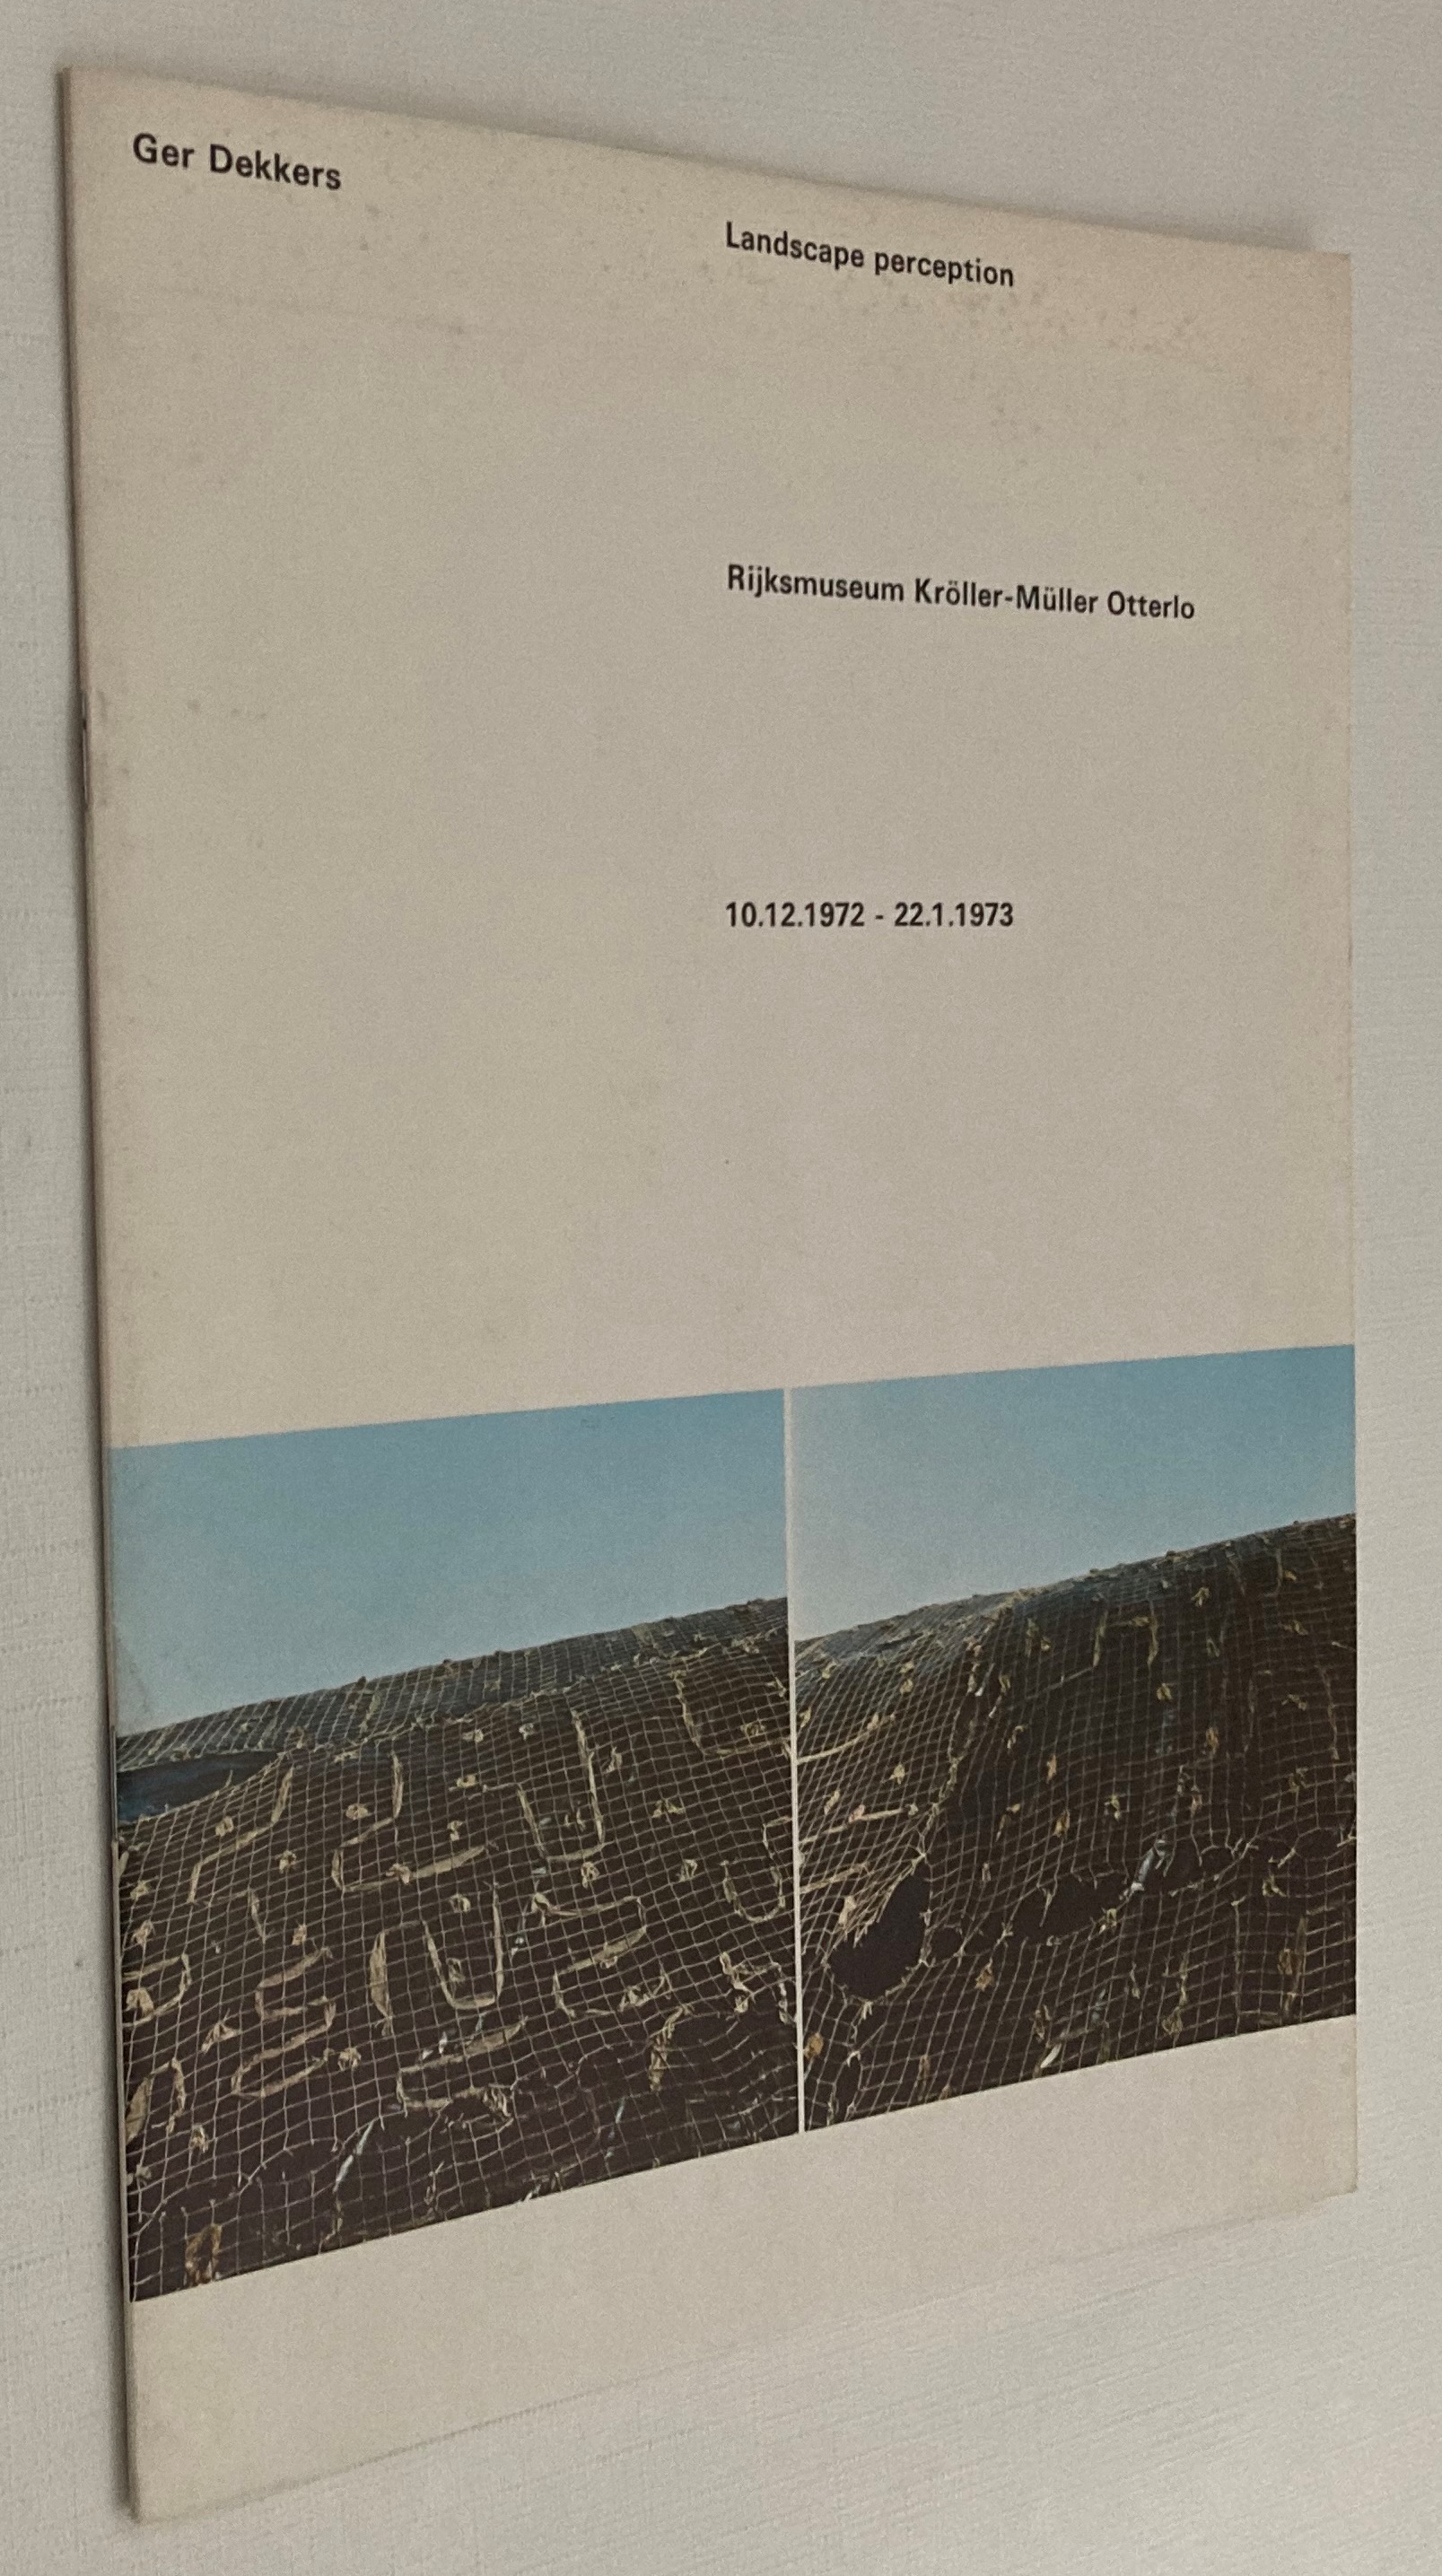 Ger Dekkers
Landscape perception
Rijksmuseum Kröller-Müller Otterlo
10.12.1972 - 22.1.1973